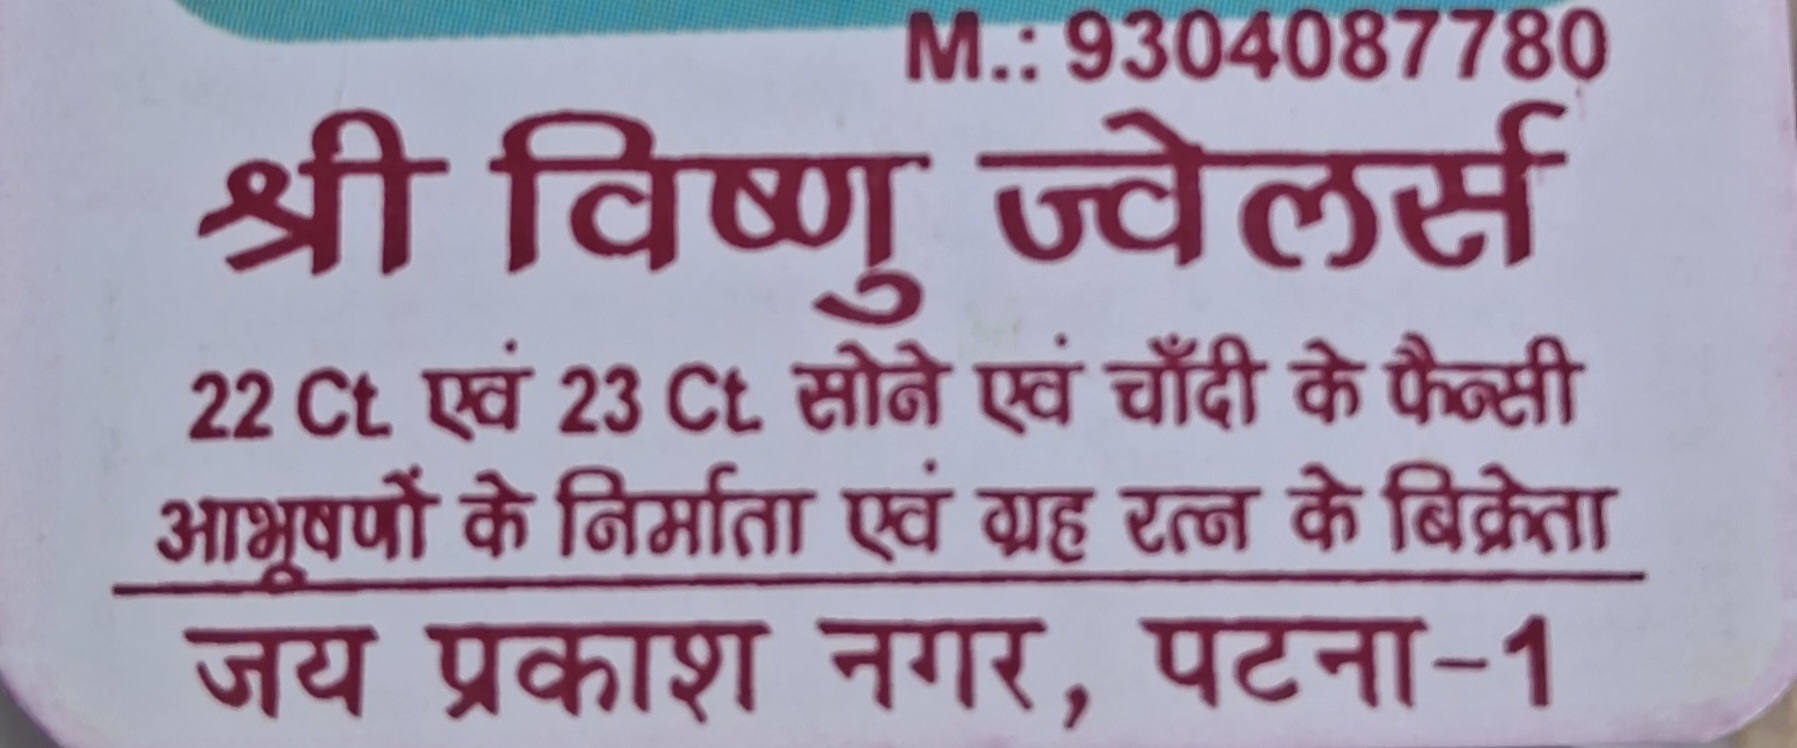 M.: 9304087780
श्री विष्णु ज्वेलर्स
22 Ct. एवं 23 Ct. सोने एवं चाँदी के फैन्सी
आभूषणों के निर्माता एवं ग्रह रत्न के बिक्रेता
जय प्रकाश नगर, पटना-1